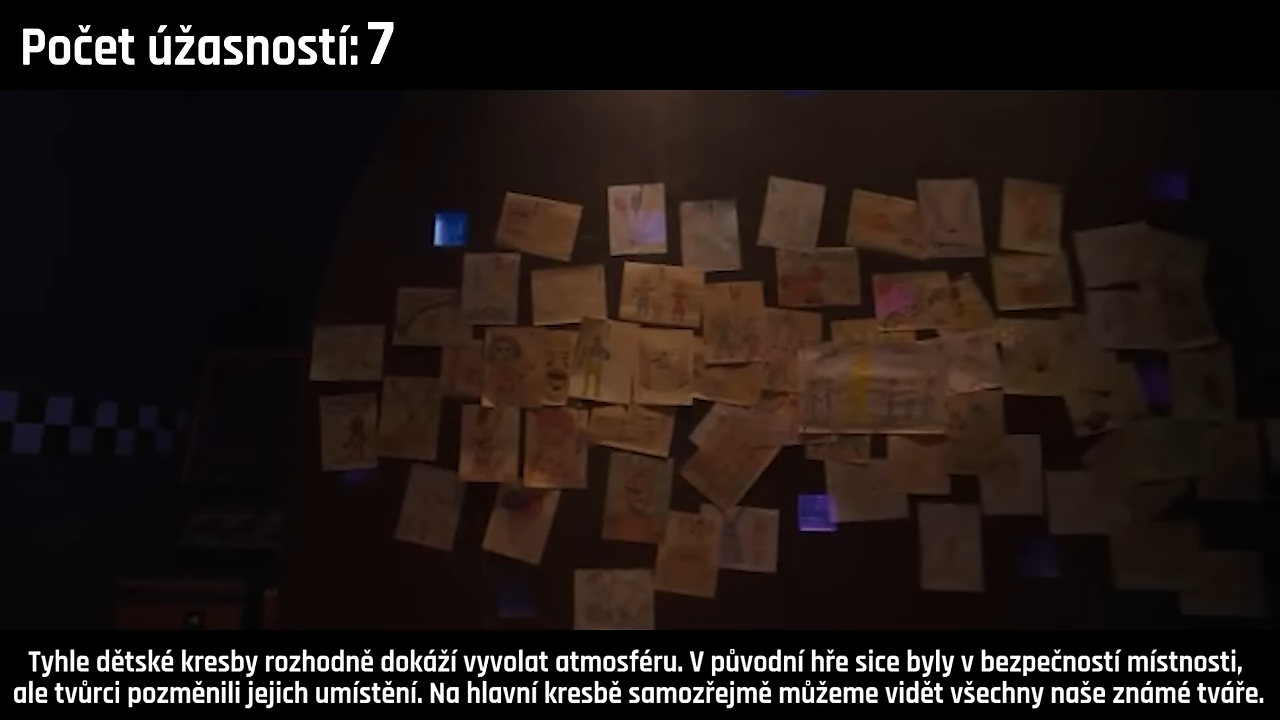 Počet úžasností: 7
Tyhle dětské kresby rozhodně dokáží vyvolat atmosféru. V původní hře sice byly v bezpečností místnosti,
ale tvůrci pozměnili jejich umístění. Na hlavní kresbě samozřejmě můžeme vidět všechny naše známé tváře.